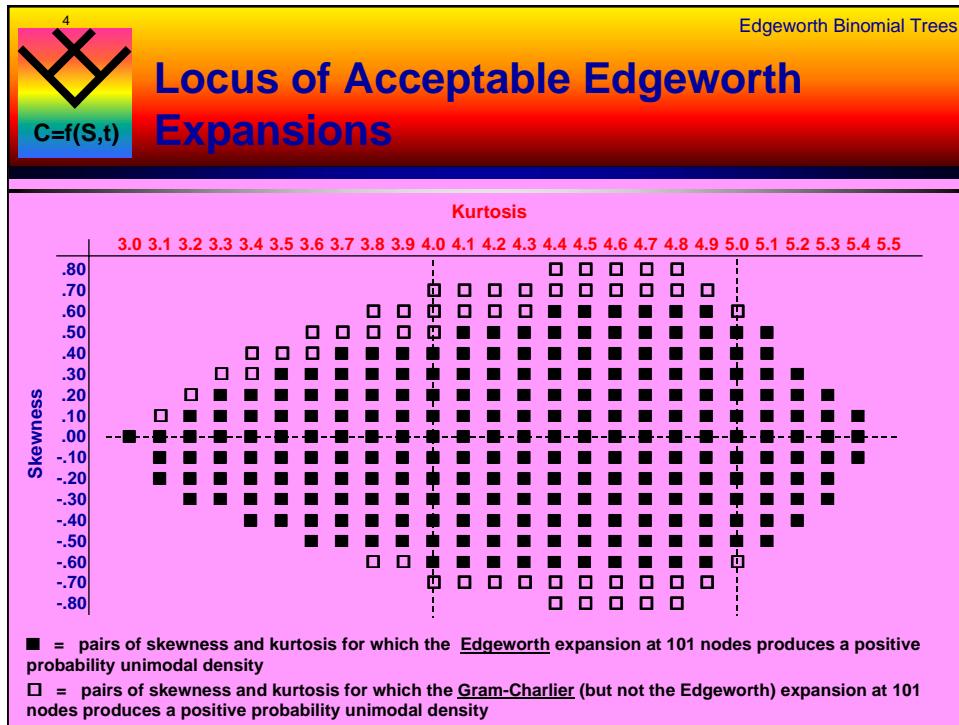 4
Edgeworth Binomial Trees
C=f(S,t)
Locus of Acceptable Edgeworth
Expansions
Kurtosis
3.0 3.1 3.2 3.3 3.4 3.5 3.6 3.7 3.8 3.9 4.0 4.1 4.2 4.3 4.4 4.5 4.6 4.7 4.8 4.9 5.0 5.1 5.2 5.3 5.4 5.5
Skewness
.80
.70
.60
.50
.40
.30
.20
.10
.00
-.10
-.20
-.30
-.40
-.50
-.60
-.70
-.80
■ = pairs of skewness and kurtosis for which the Edgeworth expansion at 101 nodes produces a positive
probability unimodal density
□ = pairs of skewness and kurtosis for which the Gram-Charlier (but not the Edgeworth) expansion at 101
nodes produces a positive probability unimodal density